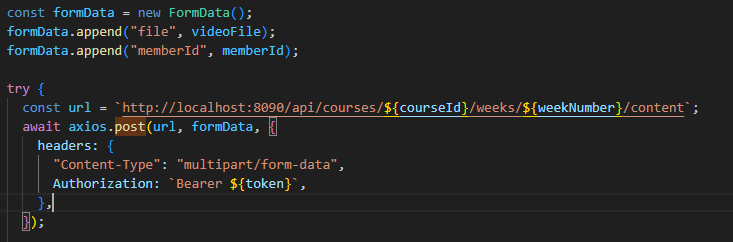 const formData = new FormData();
formData.append("file", videoFile);
formData.append("memberId", memberId);
try {
const url = `http://localhost:8090/api/courses/${courseId}/weeks/${weekNumber}/content`;
await axios.post(url, formData, {
headers: {
"Content-Type": "multipart/form-data",
Authorization: `Bearer ${token}`,
},
});